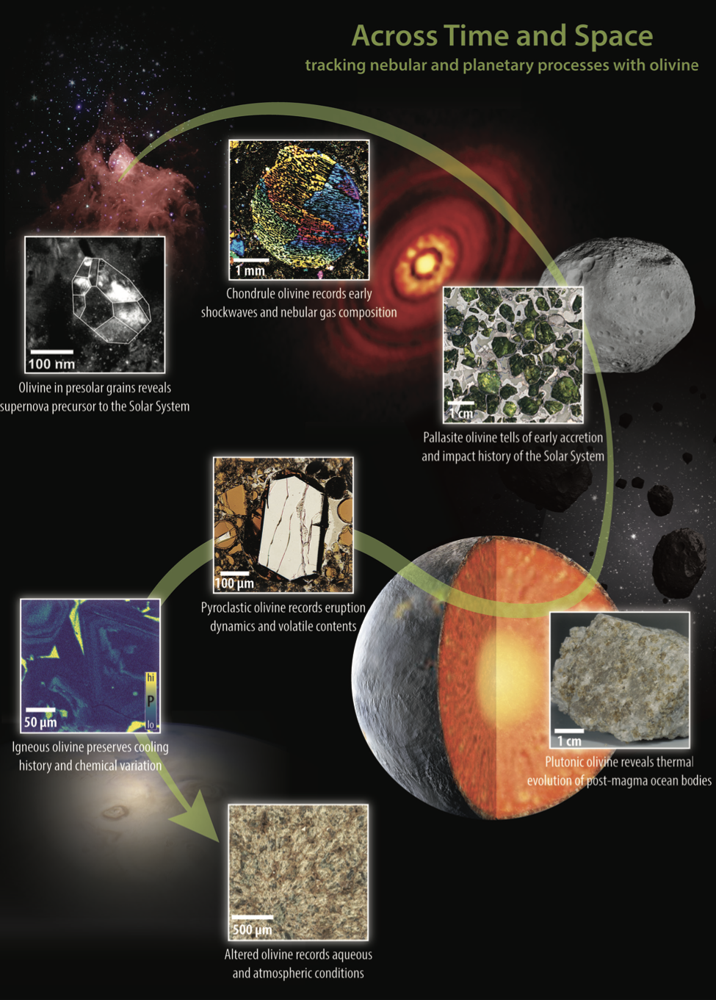 Across Time and Space
tracking nebular and planetary processes with olivine
1 mm
Chondrule olivine records early
shockwaves and nebular gas composition
100 nm
Olivine in presolar grains reveals
supernova precursor to the Solar System
1 cm
Pallasite olivine tells of early accretion
and impact history of the Solar System
100 µm
Pyroclastic olivine records eruption
dynamics and volatile contents
hi
P
lo
50 µm
Igneous olivine preserves cooling
history and chemical variation
1 cm
Plutonic olivine reveals thermal
evolution of post-magma ocean bodies
500 µm
Altered olivine records aqueous
and atmospheric conditions